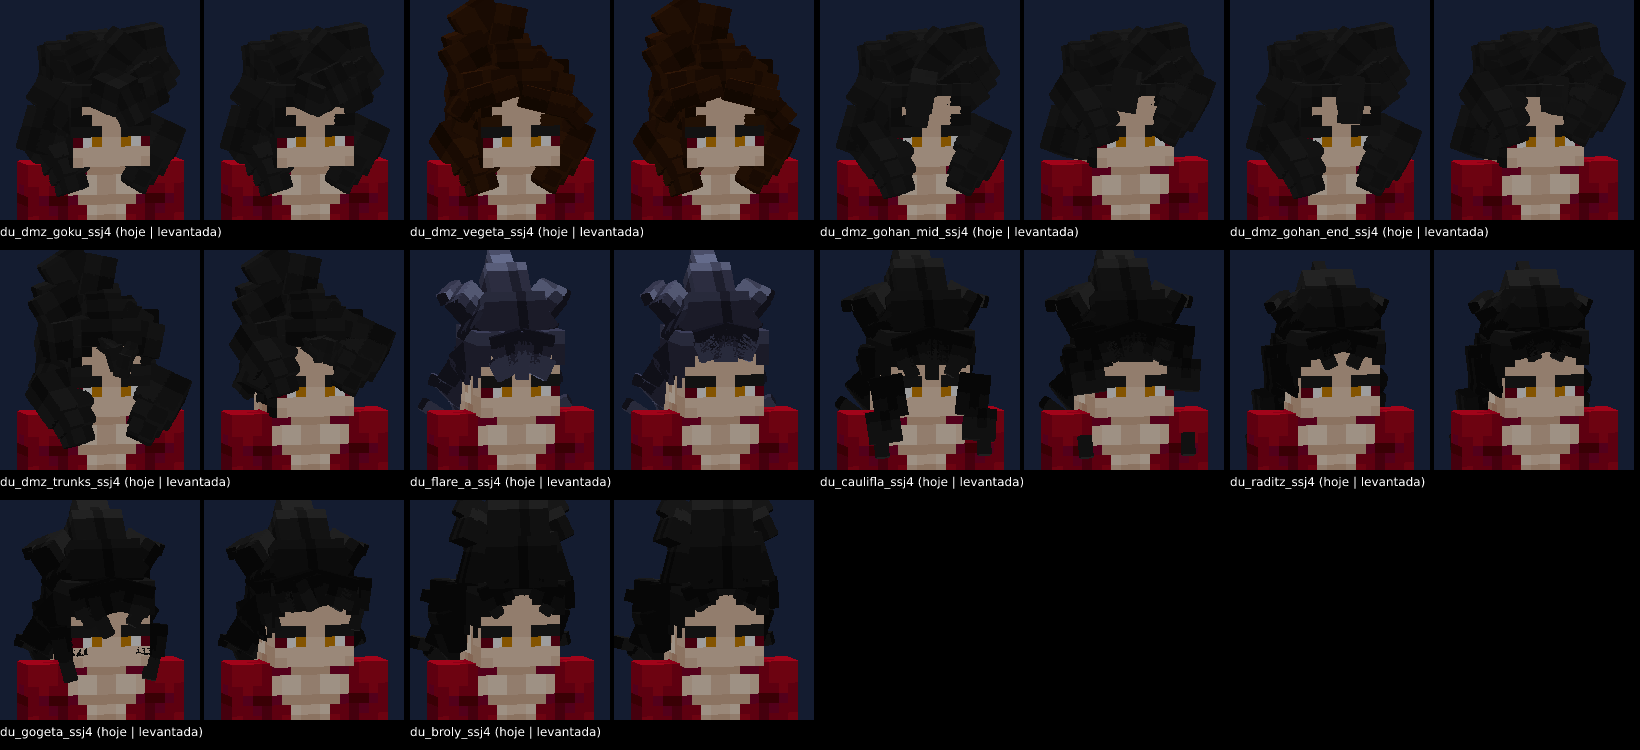 du_dmz_goku_ssj4 (hoje | levantada)
du_dmz_vegeta_ssj4 (hoje | levantada)
du_dmz_gohan_mid_ssj4 (hoje | levantada)
du_dmz_gohan_end_ssj4 (hoje | levantada)
du_dmz_trunks_ssj4 (hoje | levantada)
du_flare_a_ssj4 (hoje | levantada)
du_caulifla_ssj4 (hoje | levantada)
du_raditz_ssj4 (hoje | levantada)
du_gogeta_ssj4 (hoje | levantada)
du_broly_ssj4 (hoje | levantada)